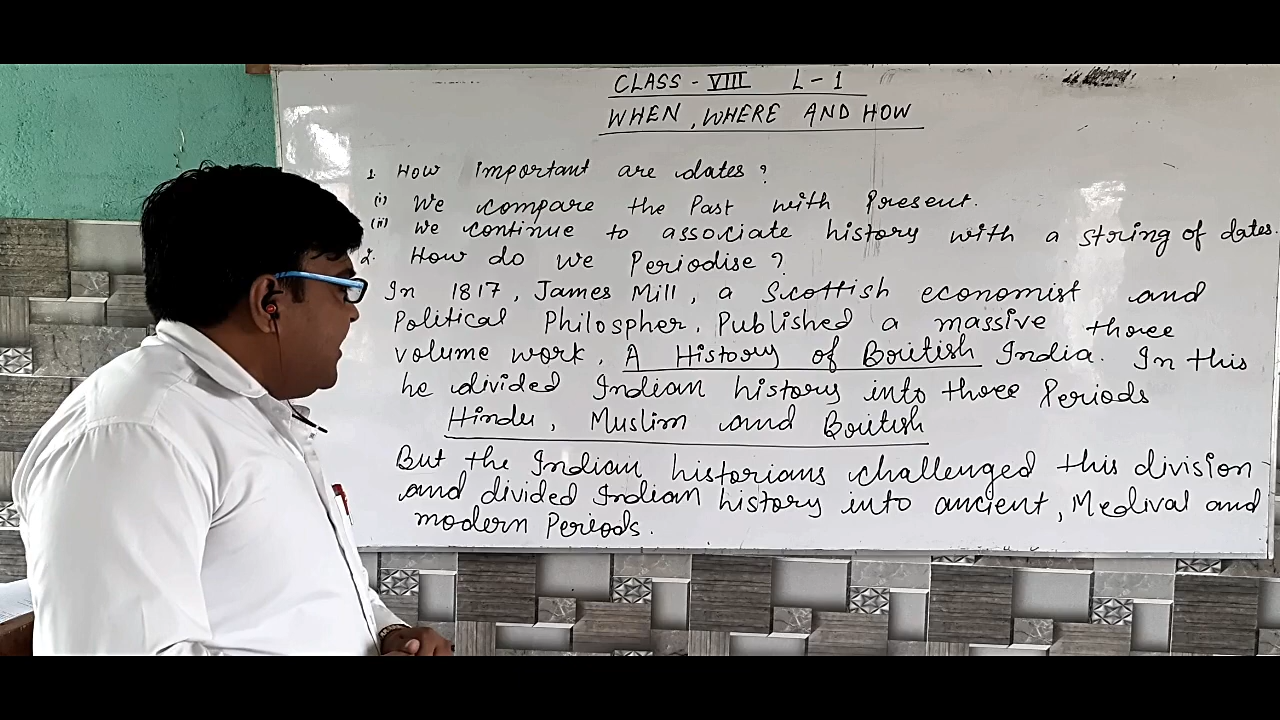 CLASS - VIII L - 1
WHEN, WHERE AND HOW
1. How important are dates?
(i) We compare the Past with Present.
(ii) We continue to associate history with a string of dates.
2. How do we Periodise?
In 1817, James Mill, a Scottish economist and
Political Philospher, Published a massive three
volume work, A History of British India. In this
he divided Indian history into three Periods
Hindu, Muslim and British
But the Indian historians challenged this division
and divided Indian history into ancient, Medival and
modern Periods.